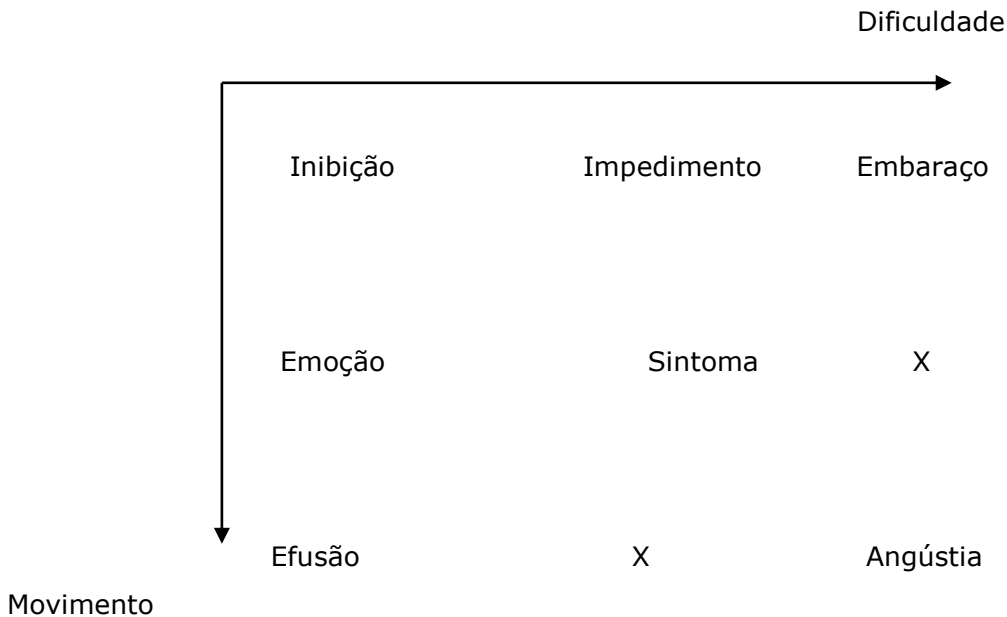 Dificuldade
Inibição Impedimento Embaraço
Emoção Sintoma X
Efusão X Angústia
Movimento